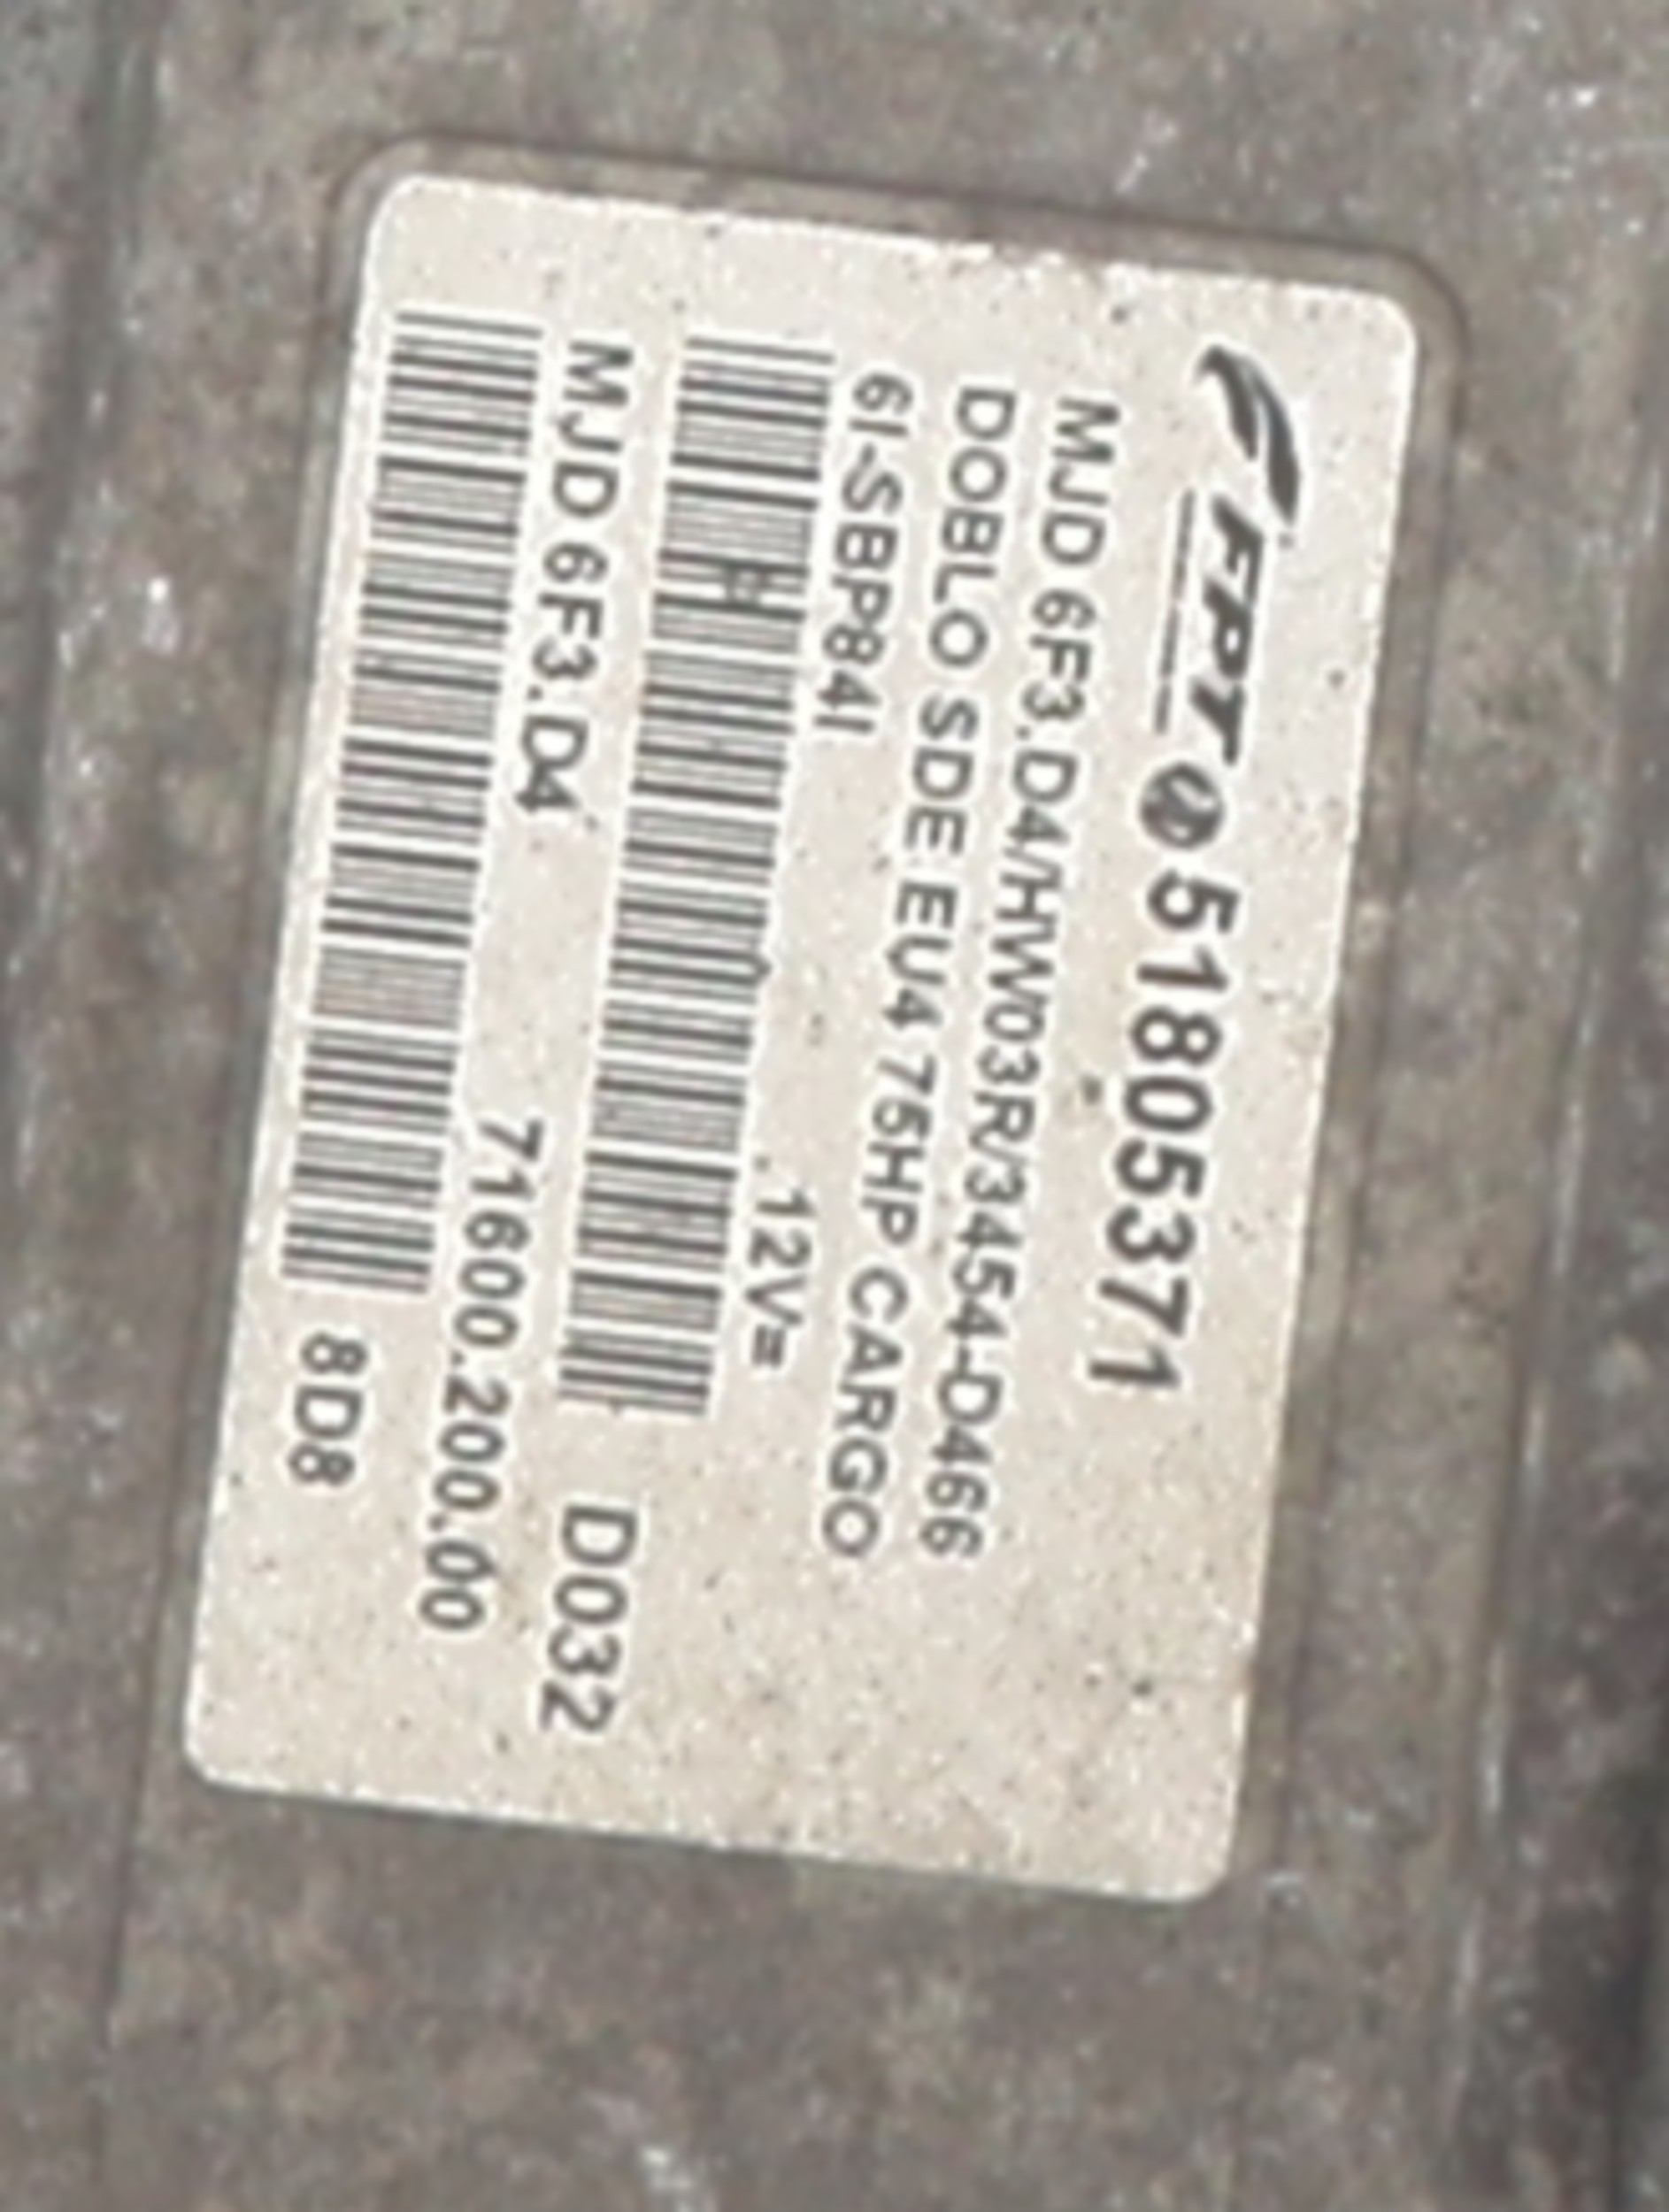 FPT 51805371
MJD 6F3.D4/HW03R/3454-D466
DOBLO SDE EU4 75HP CARGO
6I-SBP84I .12V=
D032
MJD 6F3.D4 71600.200.00
8D8